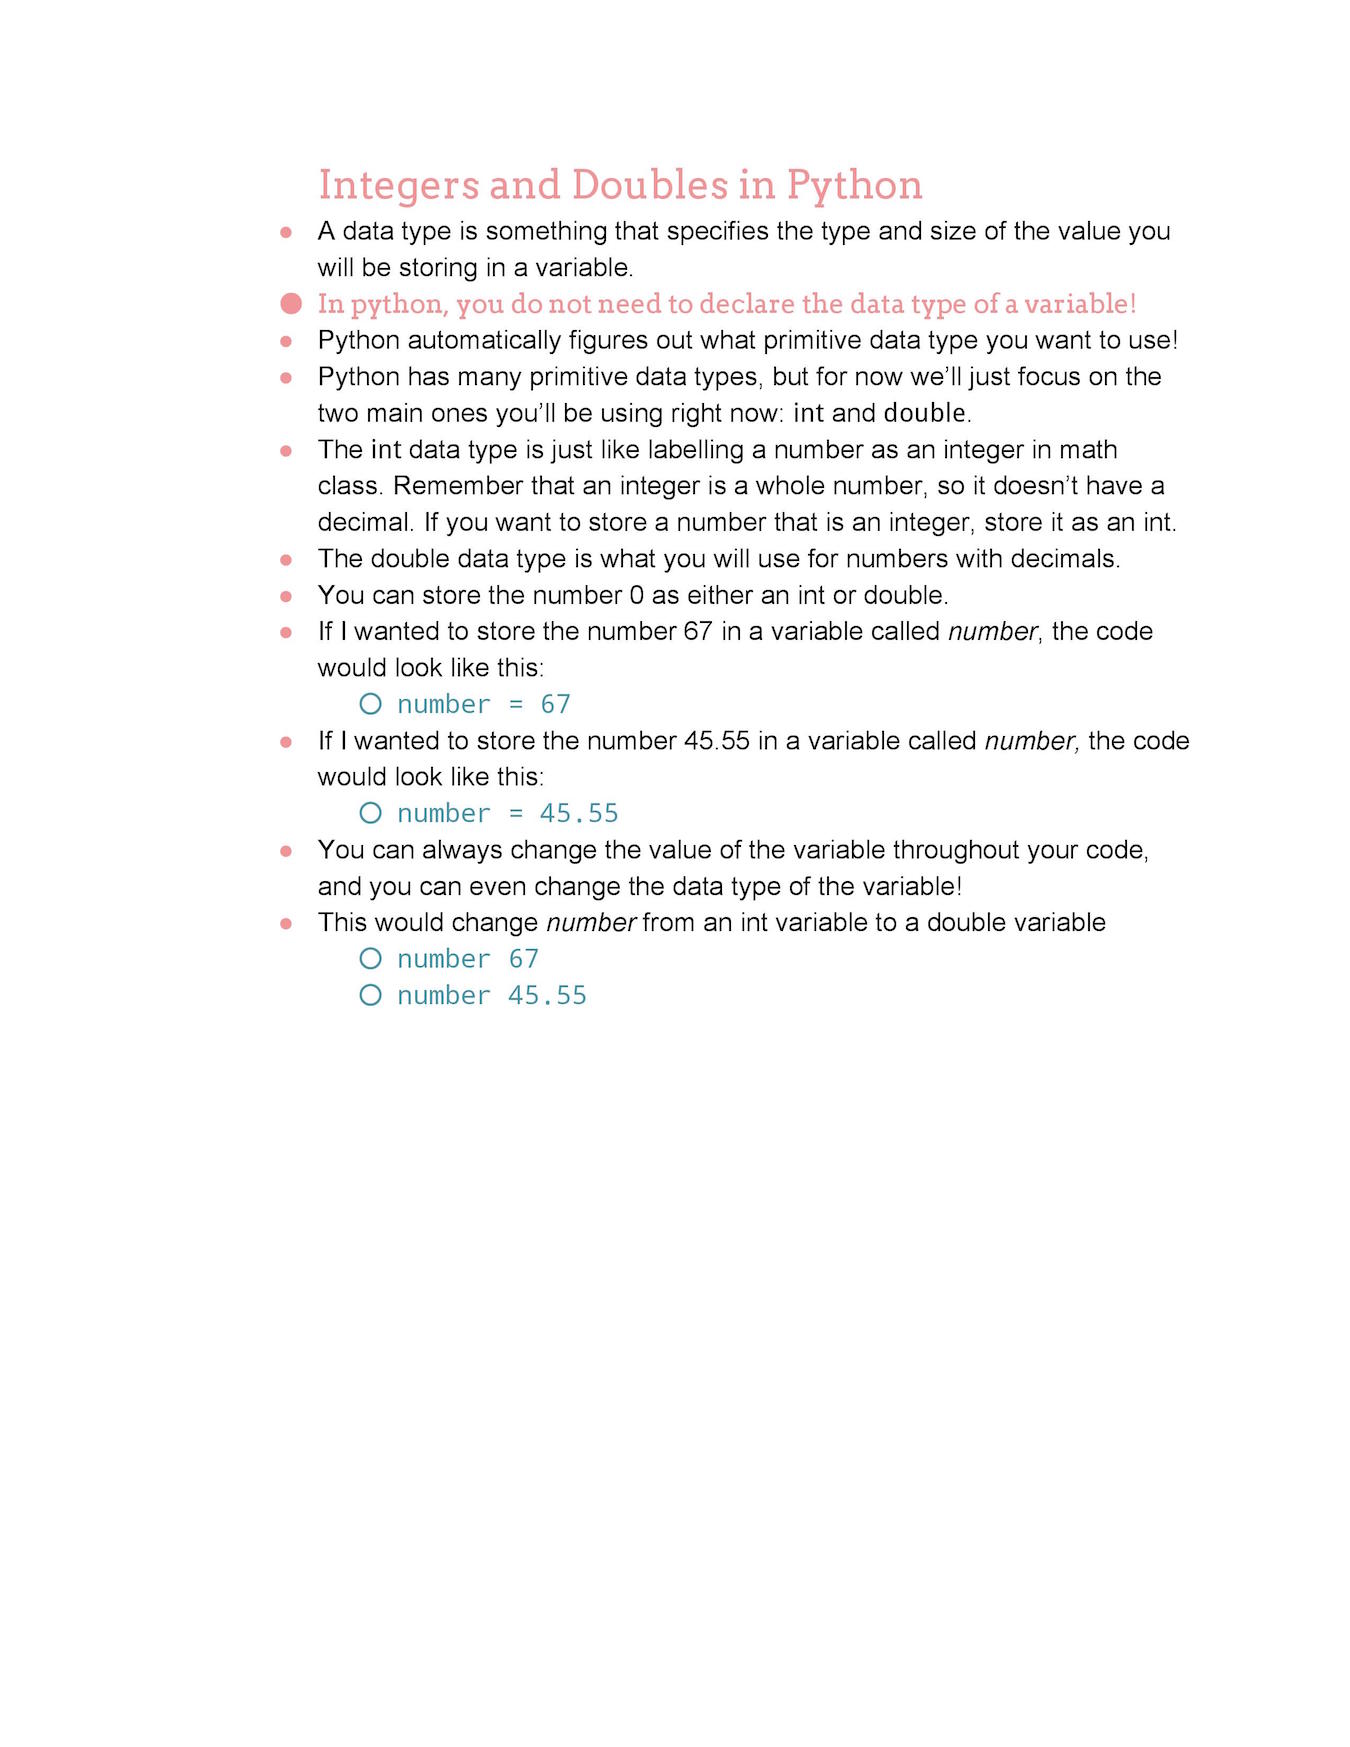 Integers and Doubles in Python
● A data type is something that specifies the type and size of the value you
will be storing in a variable.
● In python, you do not need to declare the data type of a variable!
● Python automatically figures out what primitive data type you want to use!
● Python has many primitive data types, but for now we’ll just focus on the
two main ones you’ll be using right now: int and double.
● The int data type is just like labelling a number as an integer in math
class. Remember that an integer is a whole number, so it doesn’t have a
decimal. If you want to store a number that is an integer, store it as an int.
● The double data type is what you will use for numbers with decimals.
● You can store the number 0 as either an int or double.
● If I wanted to store the number 67 in a variable called number, the code
would look like this:
○ number = 67
● If I wanted to store the number 45.55 in a variable called number, the code
would look like this:
○ number = 45.55
● You can always change the value of the variable throughout your code,
and you can even change the data type of the variable!
● This would change number from an int variable to a double variable
○ number 67
○ number 45.55